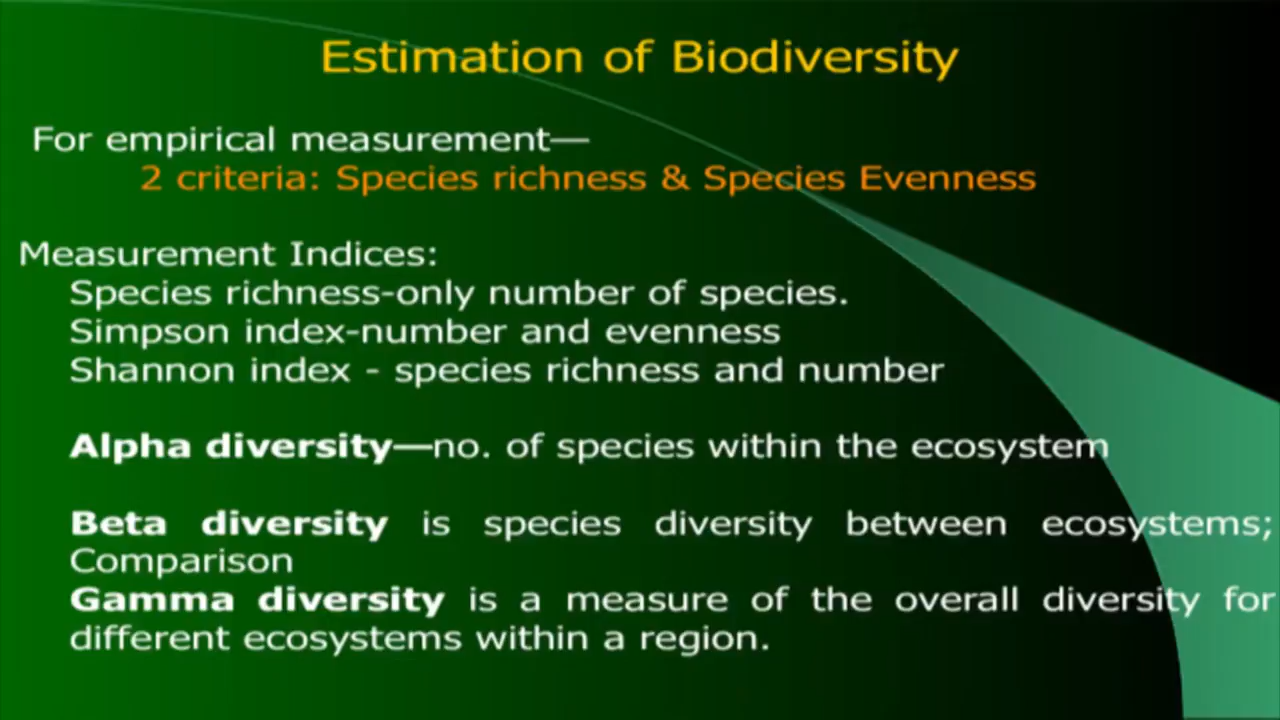 Estimation of Biodiversity
For empirical measurement—
2 criteria: Species richness & Species Evenness
Measurement Indices:
Species richness-only number of species.
Simpson index-number and evenness
Shannon index - species richness and number
Alpha diversity—no. of species within the ecosystem
Beta diversity is species diversity between ecosystems;
Comparison
Gamma diversity is a measure of the overall diversity for
different ecosystems within a region.